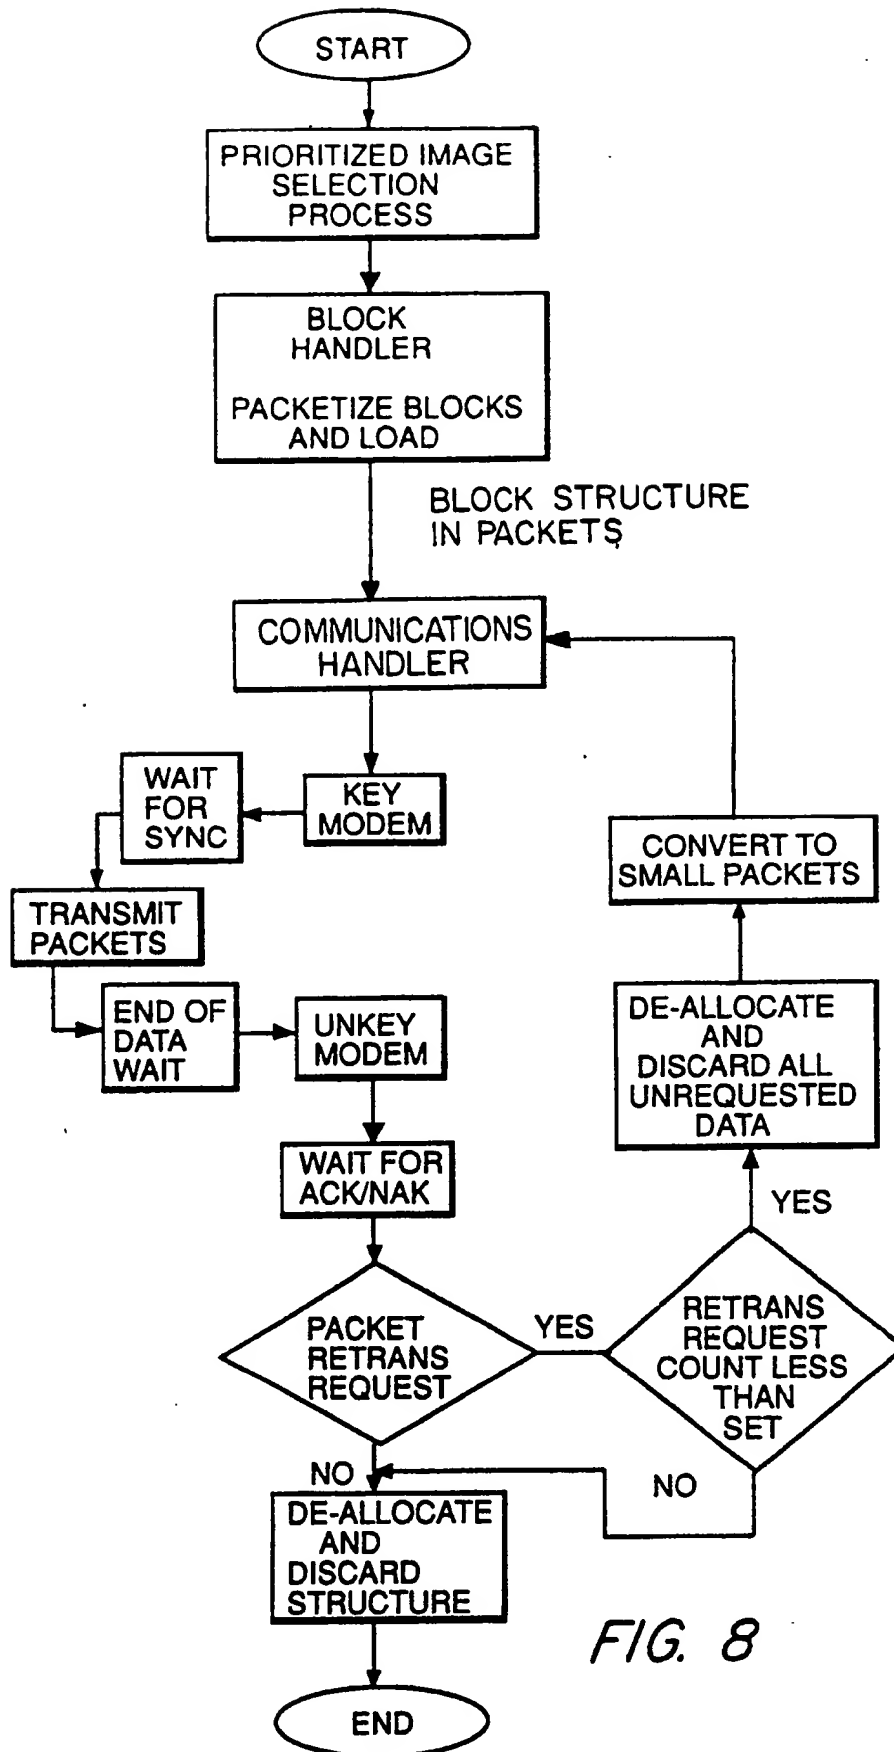 START
PRIORITIZED IMAGE
SELECTION
PROCESS
BLOCK
HANDLER
PACKETIZE BLOCKS
AND LOAD
BLOCK STRUCTURE
IN PACKETS
COMMUNICATIONS
HANDLER
KEY
MODEM
WAIT
FOR
SYNC
TRANSMIT
PACKETS
END OF
DATA
WAIT
UNKEY
MODEM
WAIT FOR
ACK/NAK
PACKET
RETRANS
REQUEST
YES
RETRANS
REQUEST
COUNT LESS
THAN
SET
YES
DE-ALLOCATE
AND
DISCARD ALL
UNREQUESTED
DATA
CONVERT TO
SMALL PACKETS
NO
NO
DE-ALLOCATE
AND
DISCARD
STRUCTURE
END
FIG. 8